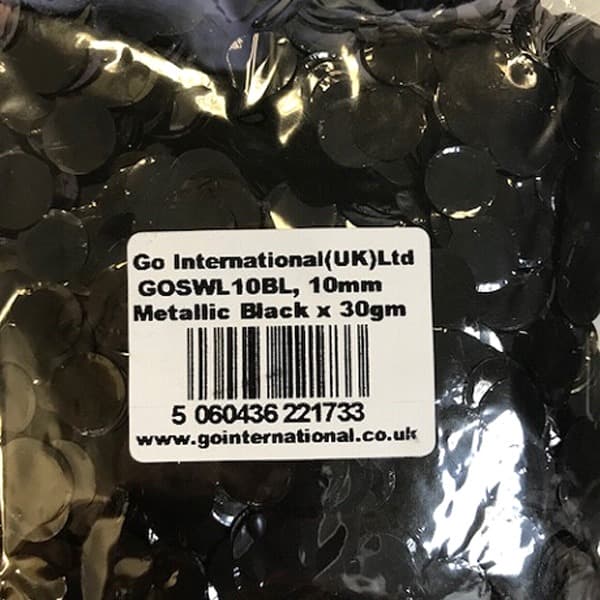 Go International(UK)Ltd
GOSWL10BL, 10mm
Metallic Black x 30gm
5 060436 221733
www.gointernational.co.uk